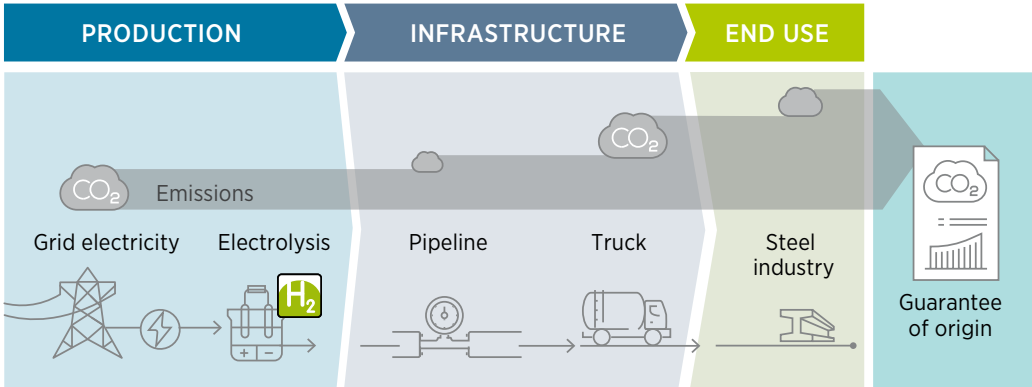 PRODUCTION
INFRASTRUCTURE
END USE
CO₂
CO₂
CO₂
Emissions
Grid electricity
Electrolysis
Pipeline
Truck
Steel
industry
H₂
+ −
Guarantee
of origin